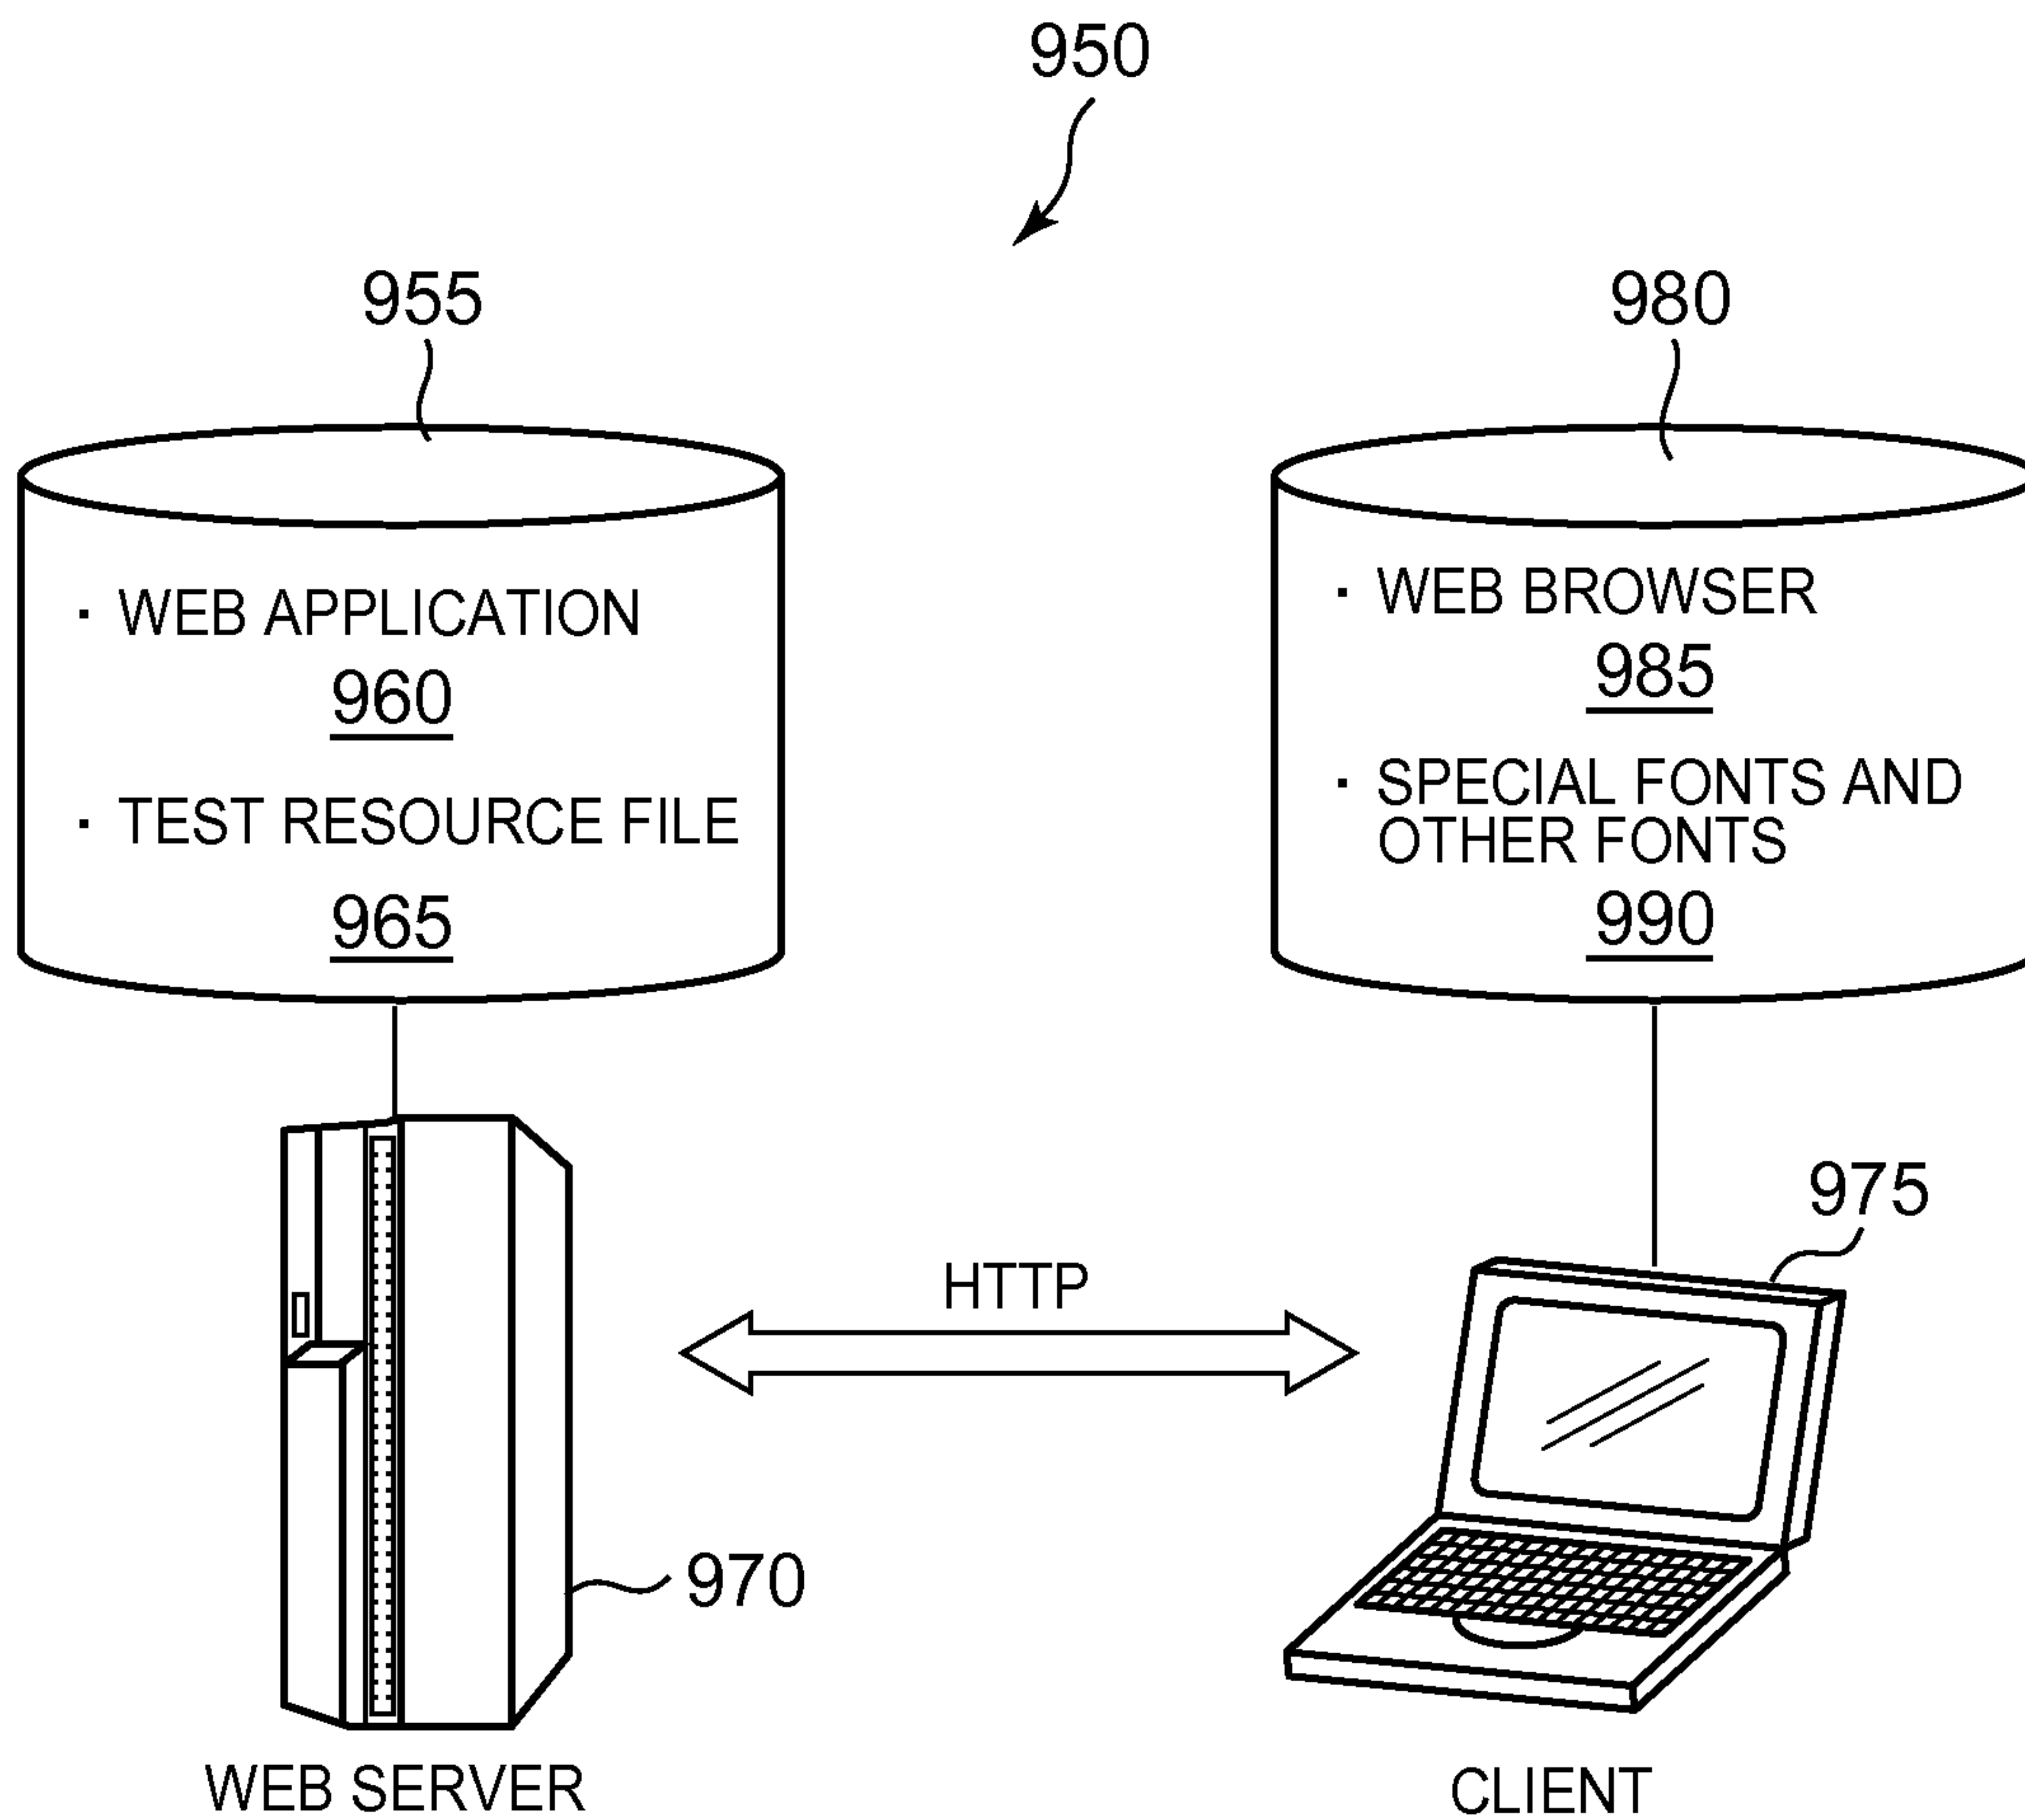 950
955
980
· WEB APPLICATION
960
· TEST RESOURCE FILE
965
· WEB BROWSER
985
· SPECIAL FONTS AND
OTHER FONTS
990
975
HTTP
970
WEB SERVER
CLIENT